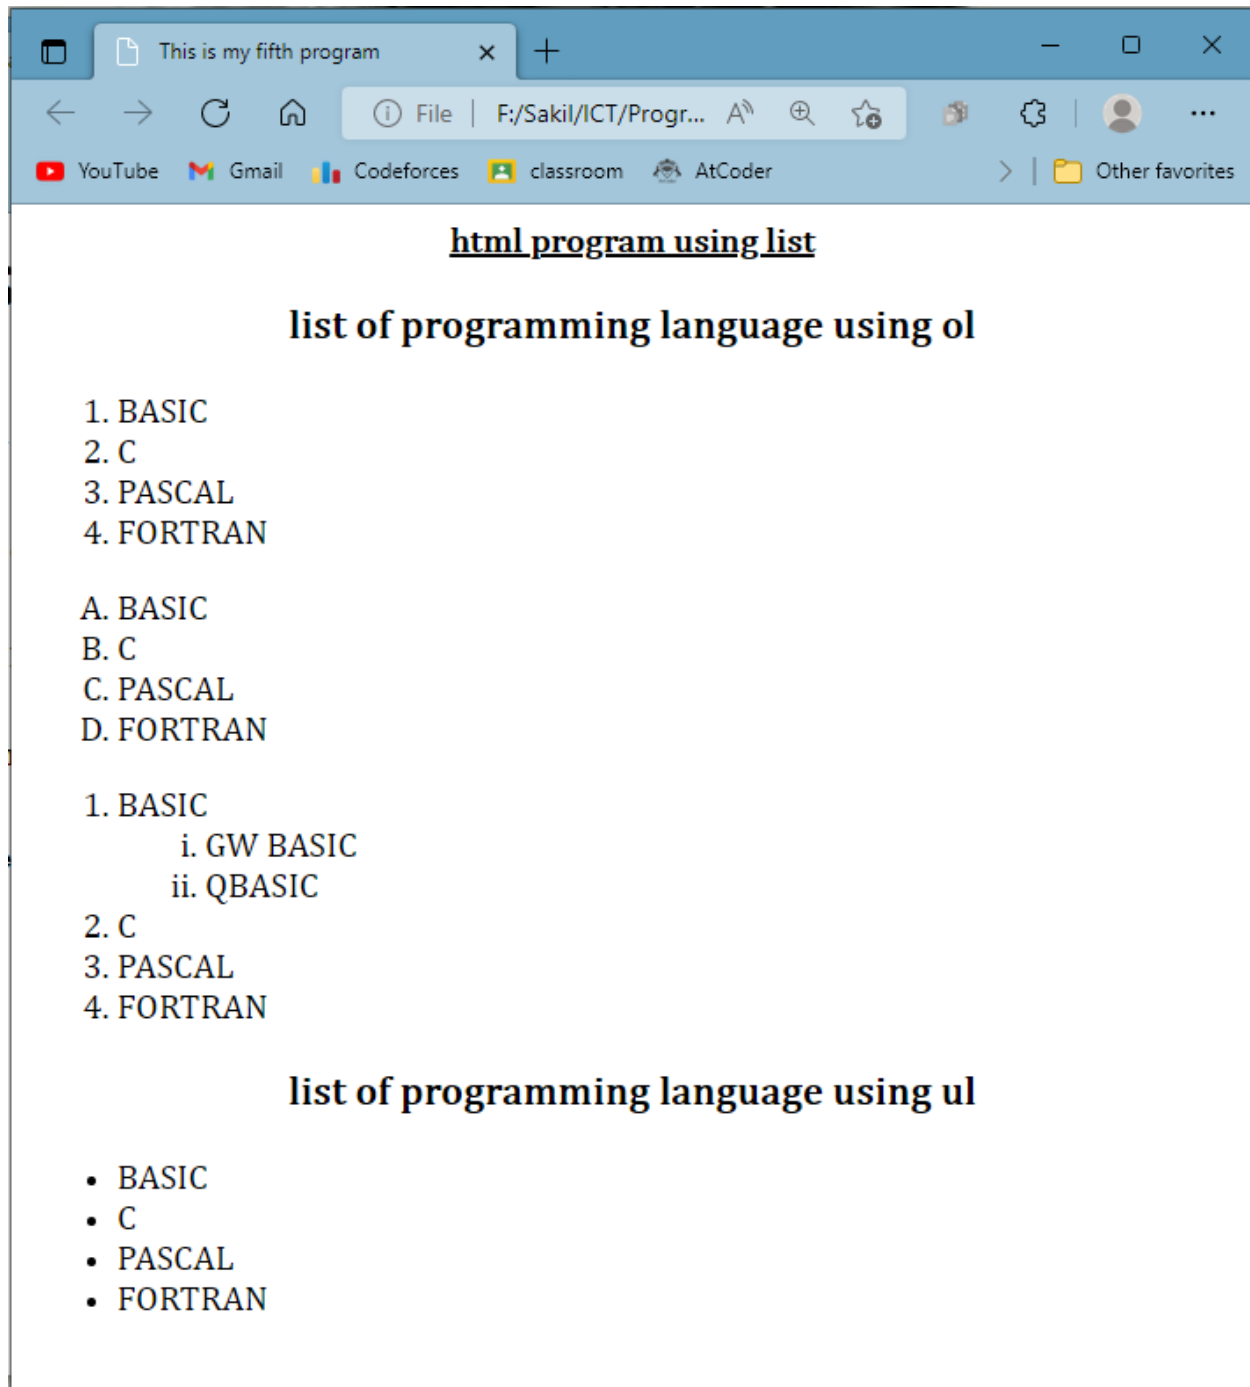 This is my fifth program
File | F:/Sakil/ICT/Progr...
YouTube Gmail Codeforces classroom AtCoder Other favorites
html program using list
list of programming language using ol
1. BASIC
2. C
3. PASCAL
4. FORTRAN
A. BASIC
B. C
C. PASCAL
D. FORTRAN
1. BASIC
i. GW BASIC
ii. QBASIC
2. C
3. PASCAL
4. FORTRAN
list of programming language using ul
• BASIC
• C
• PASCAL
• FORTRAN